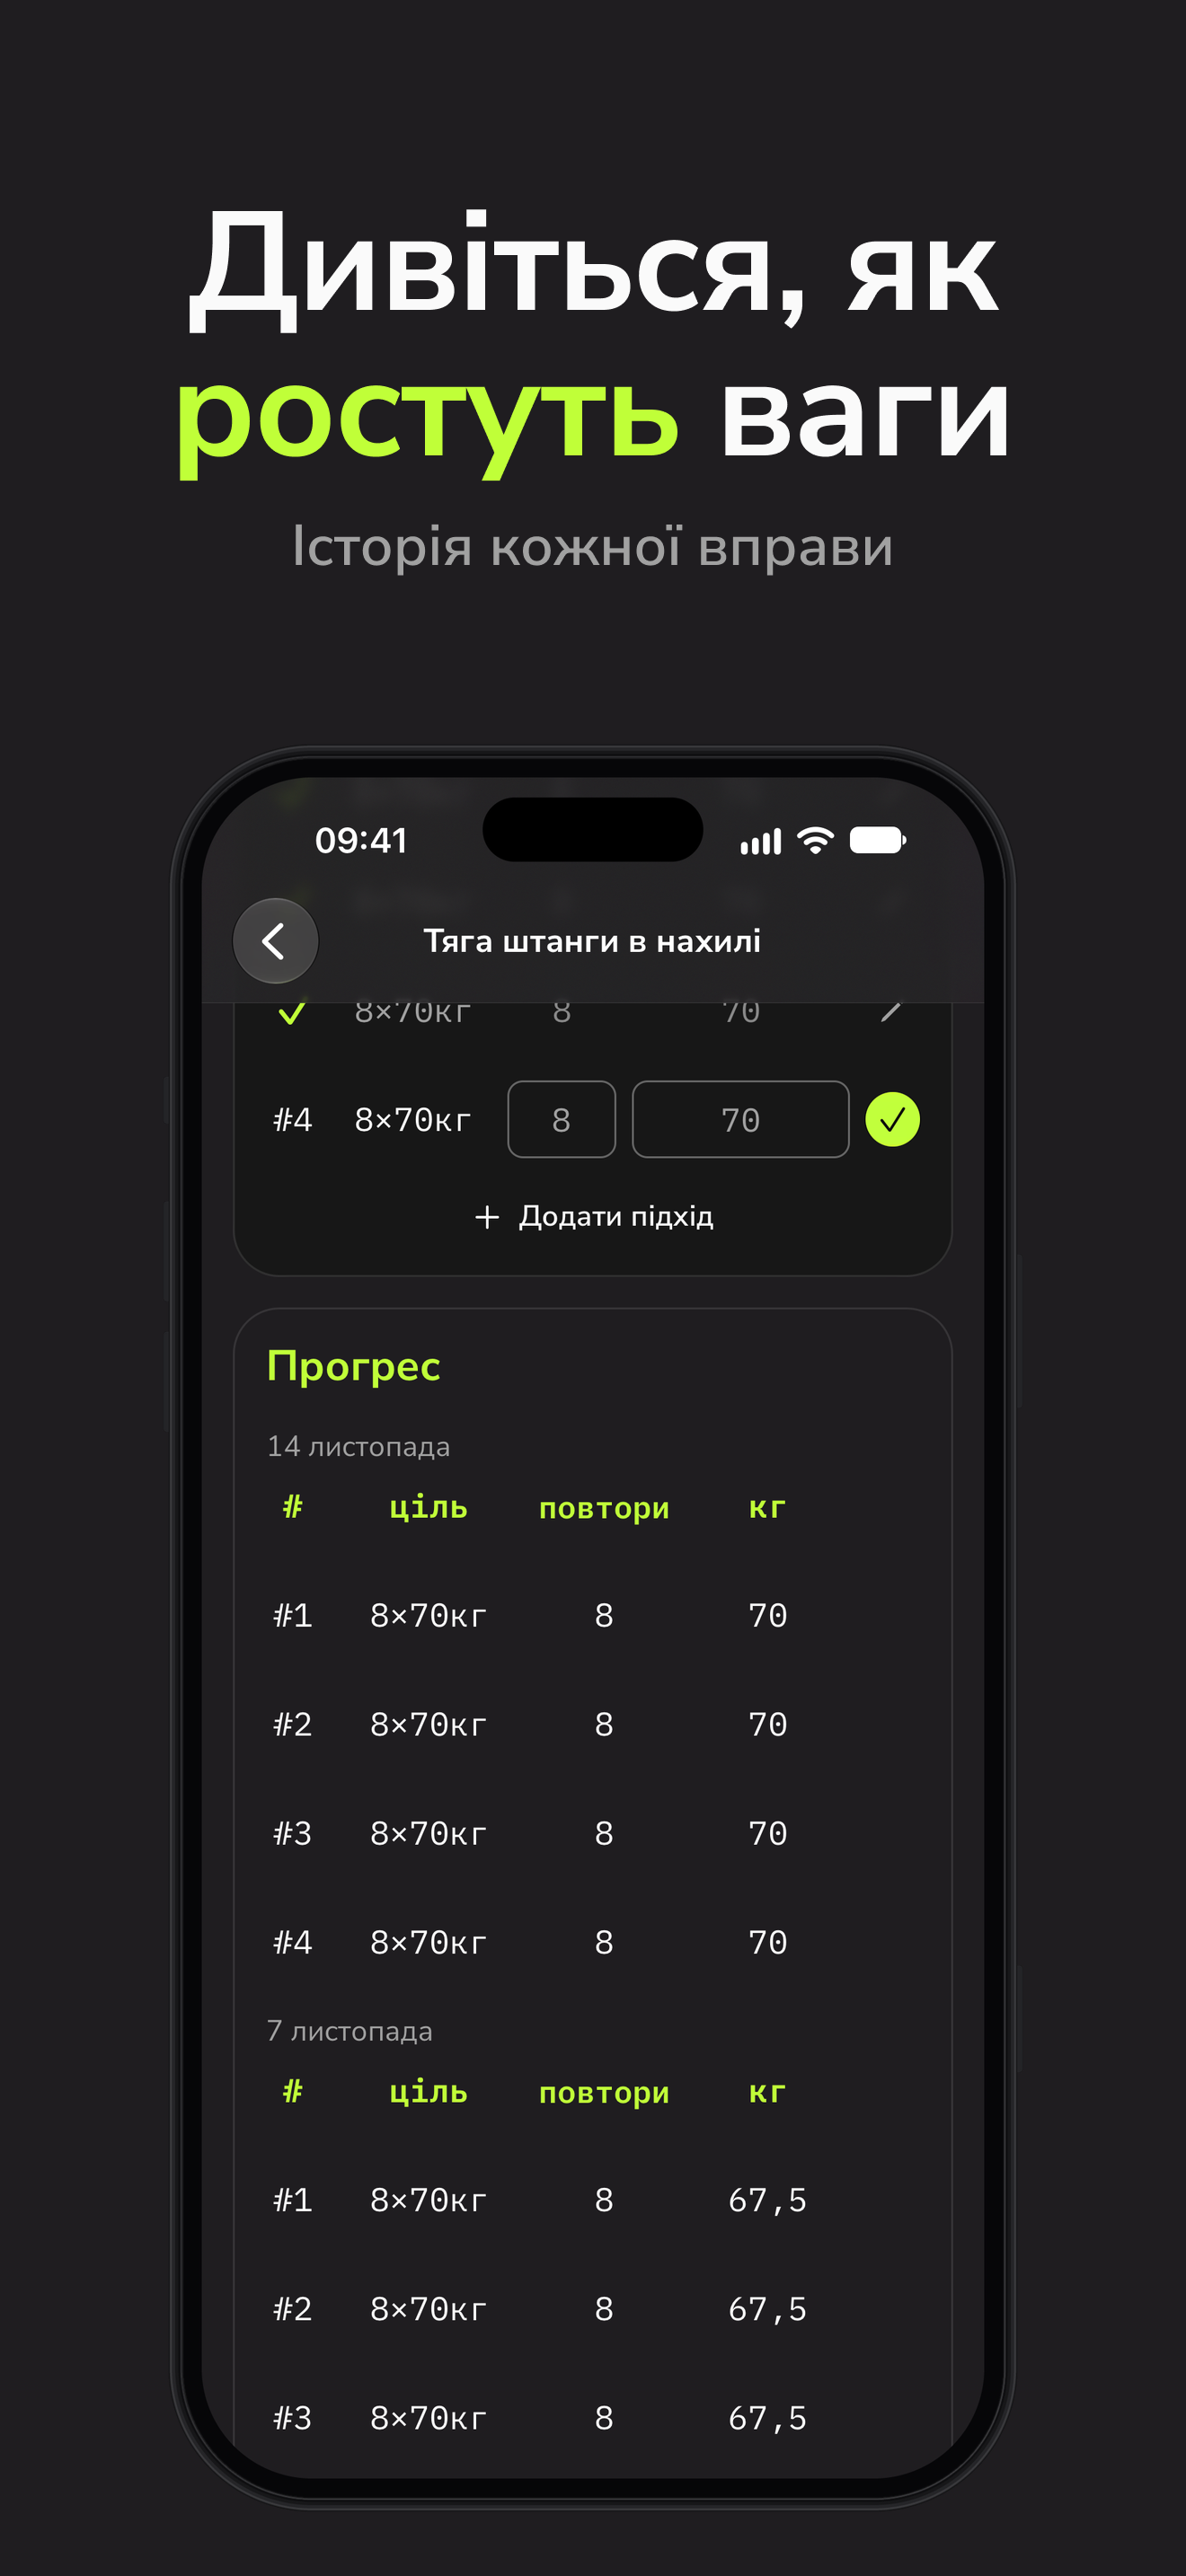 Дивіться, як
ростуть ваги
Історія кожної вправи
09:41
Тяга штанги в нахилі
8×70кг 8 70
#4 8×70кг 8 70
+ Додати підхід
Прогрес
14 листопада
# ціль повтори кг
#1 8×70кг 8 70
#2 8×70кг 8 70
#3 8×70кг 8 70
#4 8×70кг 8 70
7 листопада
# ціль повтори кг
#1 8×70кг 8 67,5
#2 8×70кг 8 67,5
#3 8×70кг 8 67,5